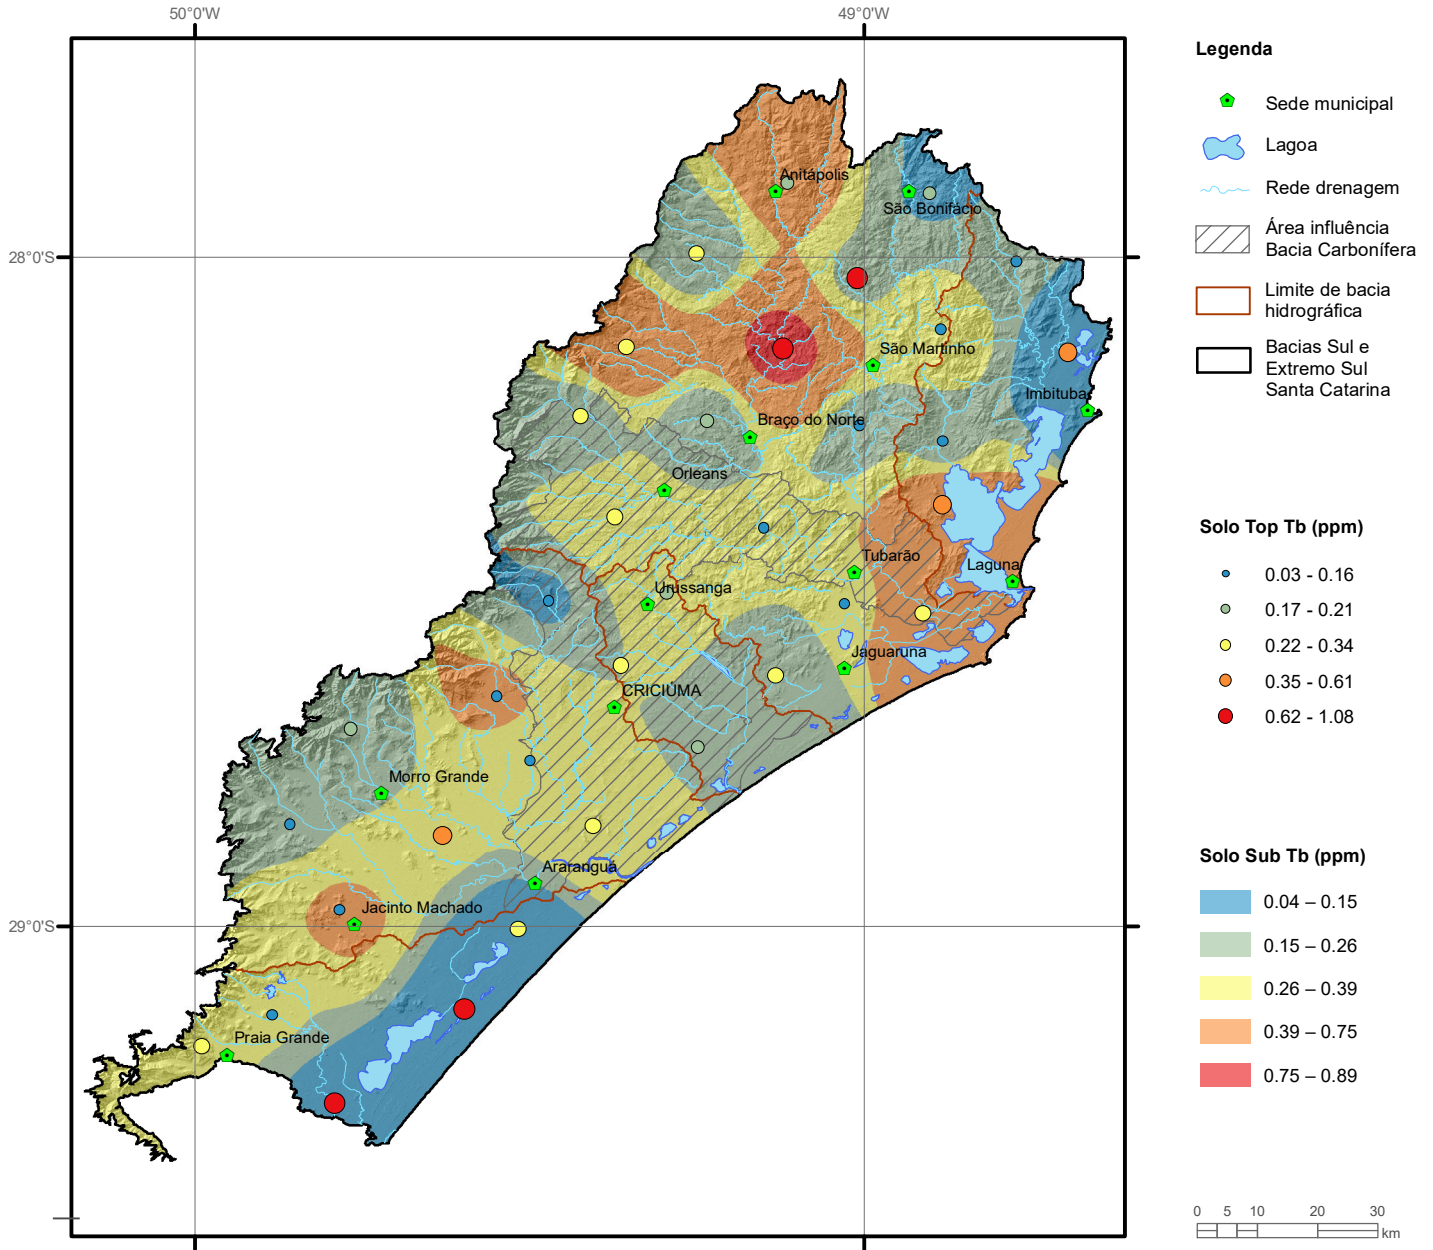 50°0'W
49°0'W
28°0'S
29°0'S
Anitápolis
São Bonifácio
São Martinho
Imbituba
Braço do Norte
Orleans
Tubarão
Laguna
Urussanga
Jaguaruna
CRICIÚMA
Morro Grande
Araranguá
Jacinto Machado
Praia Grande
Legenda
Sede municipal
Lagoa
Rede drenagem
Área influência
Bacia Carbonífera
Limite de bacia
hidrográfica
Bacias Sul e
Extremo Sul
Santa Catarina
Solo Top Tb (ppm)
0.03 - 0.16
0.17 - 0.21
0.22 - 0.34
0.35 - 0.61
0.62 - 1.08
Solo Sub Tb (ppm)
0.04 – 0.15
0.15 – 0.26
0.26 – 0.39
0.39 – 0.75
0.75 – 0.89
0 5 10 20 30
km